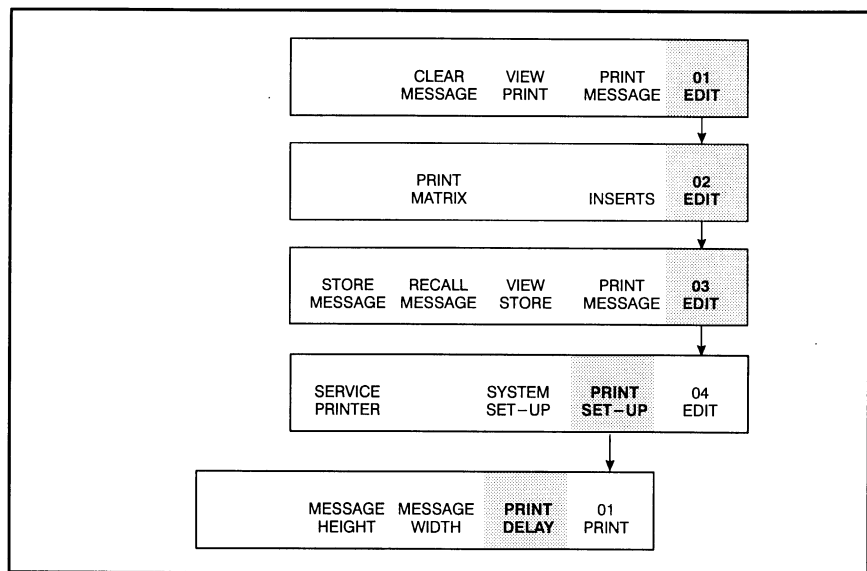 CLEAR VIEW PRINT 01
MESSAGE PRINT MESSAGE EDIT
PRINT 02
MATRIX INSERTS EDIT
STORE RECALL VIEW PRINT 03
MESSAGE MESSAGE STORE MESSAGE EDIT
SERVICE SYSTEM PRINT 04
PRINTER SET-UP SET-UP EDIT
MESSAGE MESSAGE PRINT 01
HEIGHT WIDTH DELAY PRINT